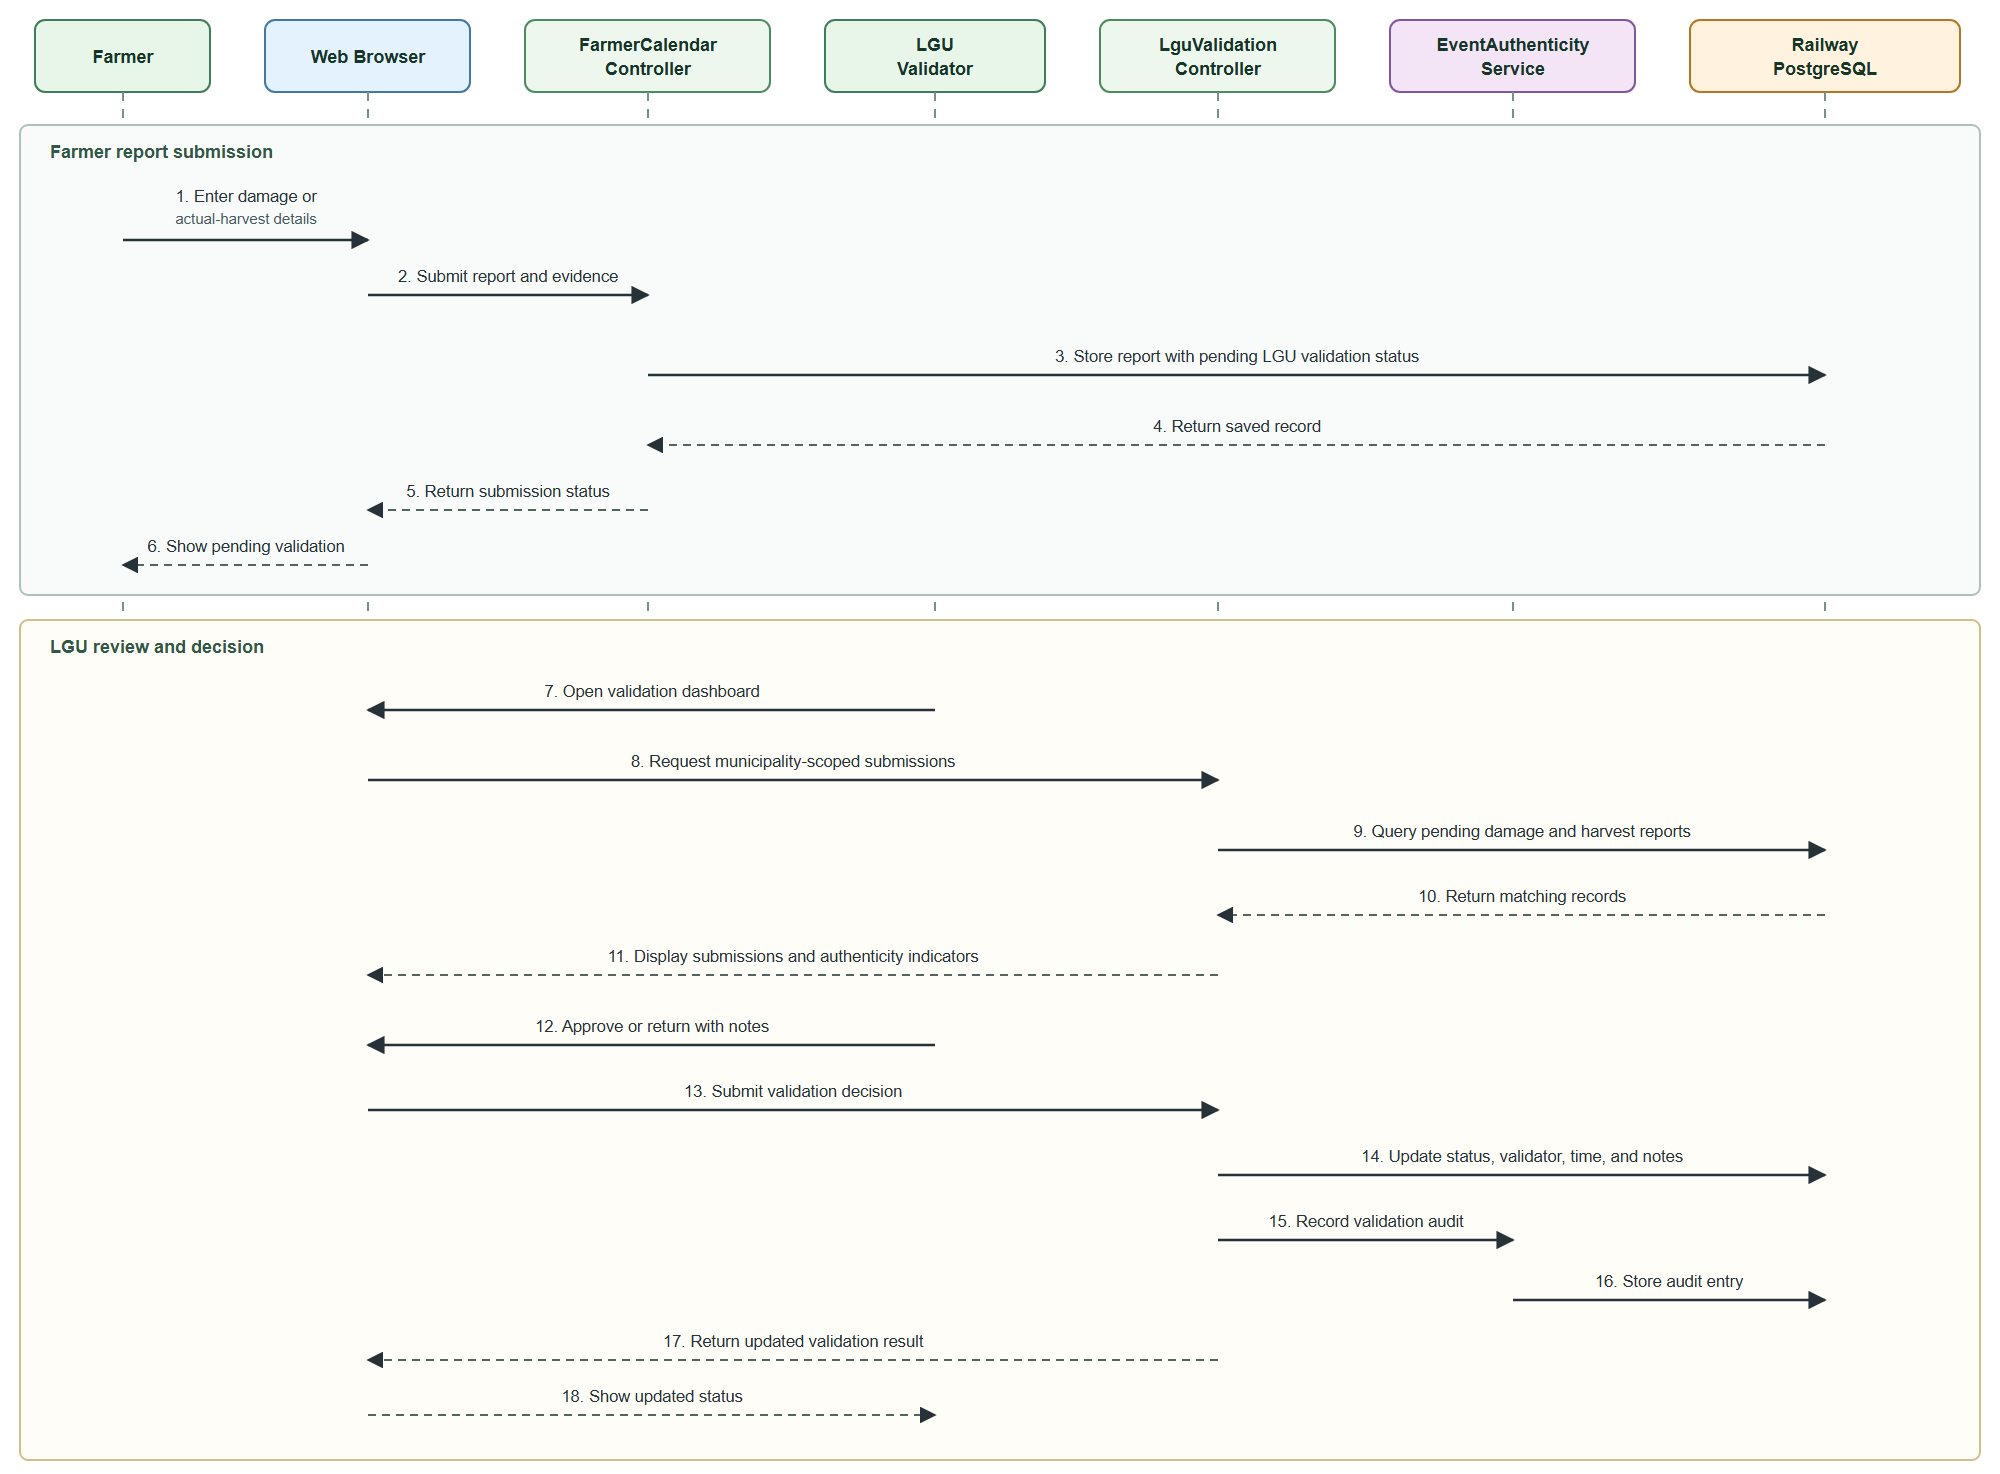 Farmer
Web Browser
FarmerCalendar
Controller
LGU
Validator
LguValidation
Controller
EventAuthenticity
Service
Railway
PostgreSQL
Farmer report submission
1. Enter damage or
actual-harvest details
2. Submit report and evidence
3. Store report with pending LGU validation status
4. Return saved record
5. Return submission status
6. Show pending validation
LGU review and decision
7. Open validation dashboard
8. Request municipality-scoped submissions
9. Query pending damage and harvest reports
10. Return matching records
11. Display submissions and authenticity indicators
12. Approve or return with notes
13. Submit validation decision
14. Update status, validator, time, and notes
15. Record validation audit
16. Store audit entry
17. Return updated validation result
18. Show updated status